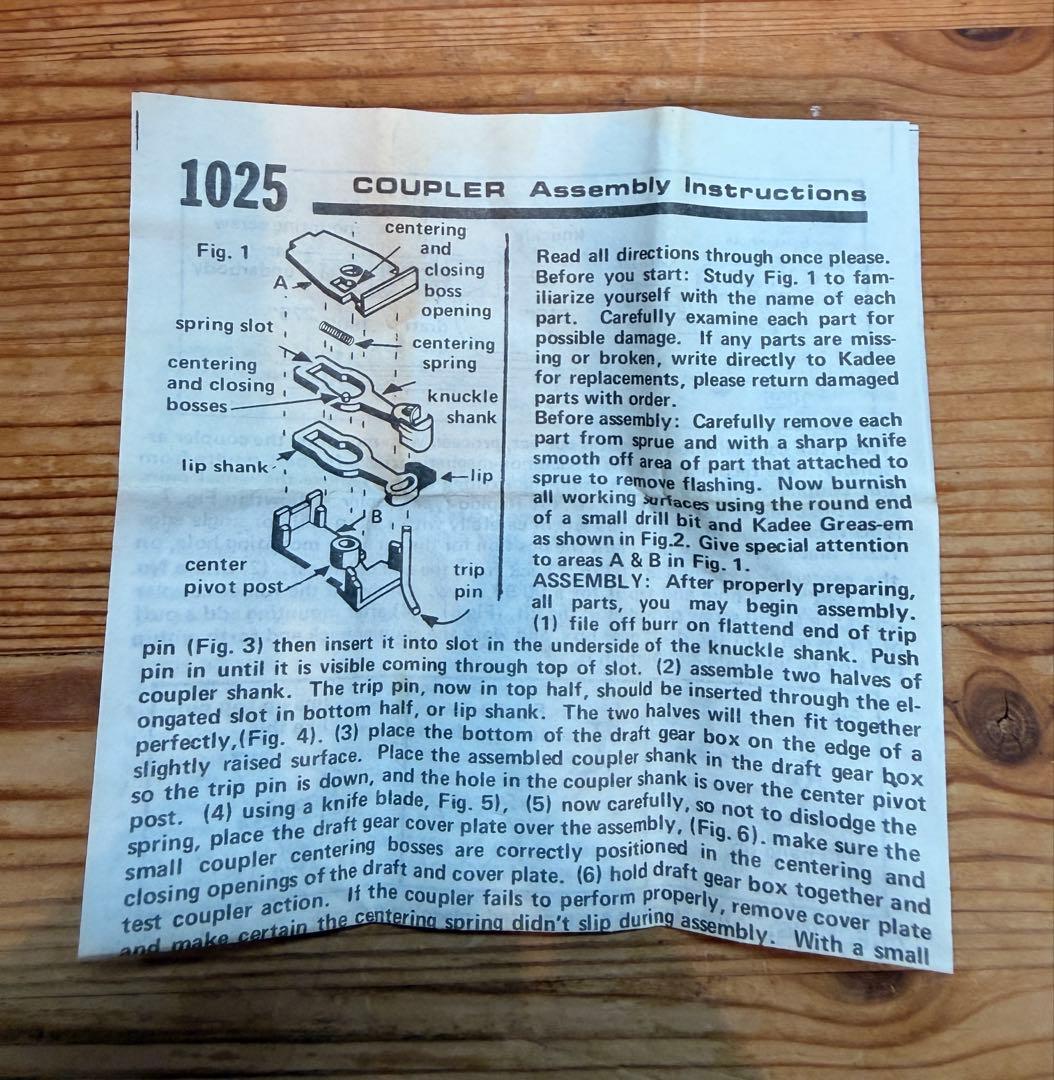 1025 COUPLER Assembly Instructions
Fig. 1
A
centering
and
closing
boss
opening
spring slot
centering
spring
centering
and closing
bosses
knuckle
shank
lip shank
lip
B
center
pivot post
trip
pin
Read all directions through once please.
Before you start: Study Fig. 1 to fam-
iliarize yourself with the name of each
part. Carefully examine each part for
possible damage. If any parts are miss-
ing or broken, write directly to Kadee
for replacements, please return damaged
parts with order.
Before assembly: Carefully remove each
part from sprue and with a sharp knife
smooth off area of part that attached to
sprue to remove flashing. Now burnish
all working surfaces using the round end
of a small drill bit and Kadee Greas-em
as shown in Fig.2. Give special attention
to areas A & B in Fig. 1.
ASSEMBLY: After properly preparing,
all parts, you may begin assembly.
(1) file off burr on flattend end of trip
pin (Fig. 3) then insert it into slot in the underside of the knuckle shank. Push
pin in until it is visible coming through top of slot. (2) assemble two halves of
coupler shank. The trip pin, now in top half, should be inserted through the el-
ongated slot in bottom half, or lip shank. The two halves will then fit together
perfectly,(Fig. 4). (3) place the bottom of the draft gear box on the edge of a
slightly raised surface. Place the assembled coupler shank in the draft gear box
so the trip pin is down, and the hole in the coupler shank is over the center pivot
post. (4) using a knife blade, Fig. 5), (5) now carefully, so not to dislodge the
spring, place the draft gear cover plate over the assembly, (Fig. 6). make sure the
small coupler centering bosses are correctly positioned in the centering and
closing openings of the draft and cover plate. (6) hold draft gear box together and
test coupler action. If the coupler fails to perform properly, remove cover plate
and make certain the centering spring didn't slip during assembly. With a small